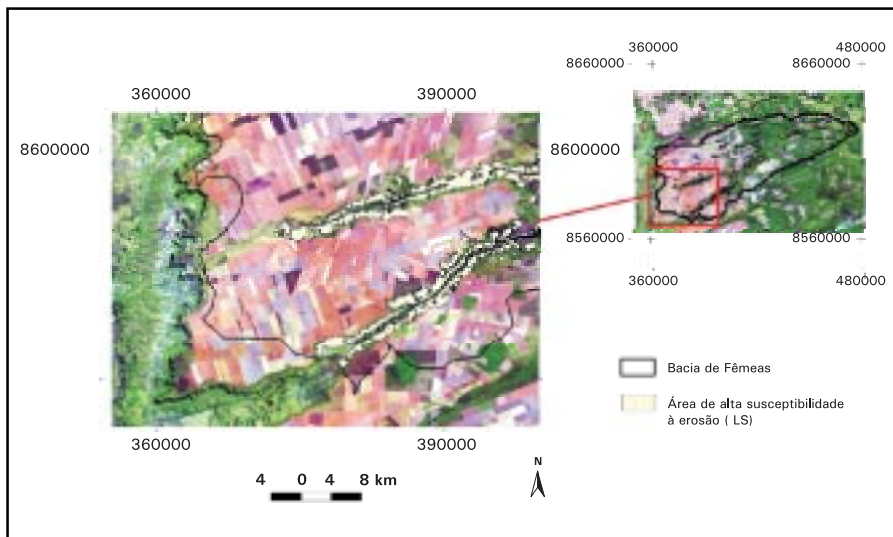 360000 480000
8660000 8660000
360000 390000
8600000
8600000 8600000
8560000 8560000
360000 480000
Bacia de Fêmeas
Área de alta susceptibilidade
à erosão ( LS)
360000 390000
N
4 0 4 8 km